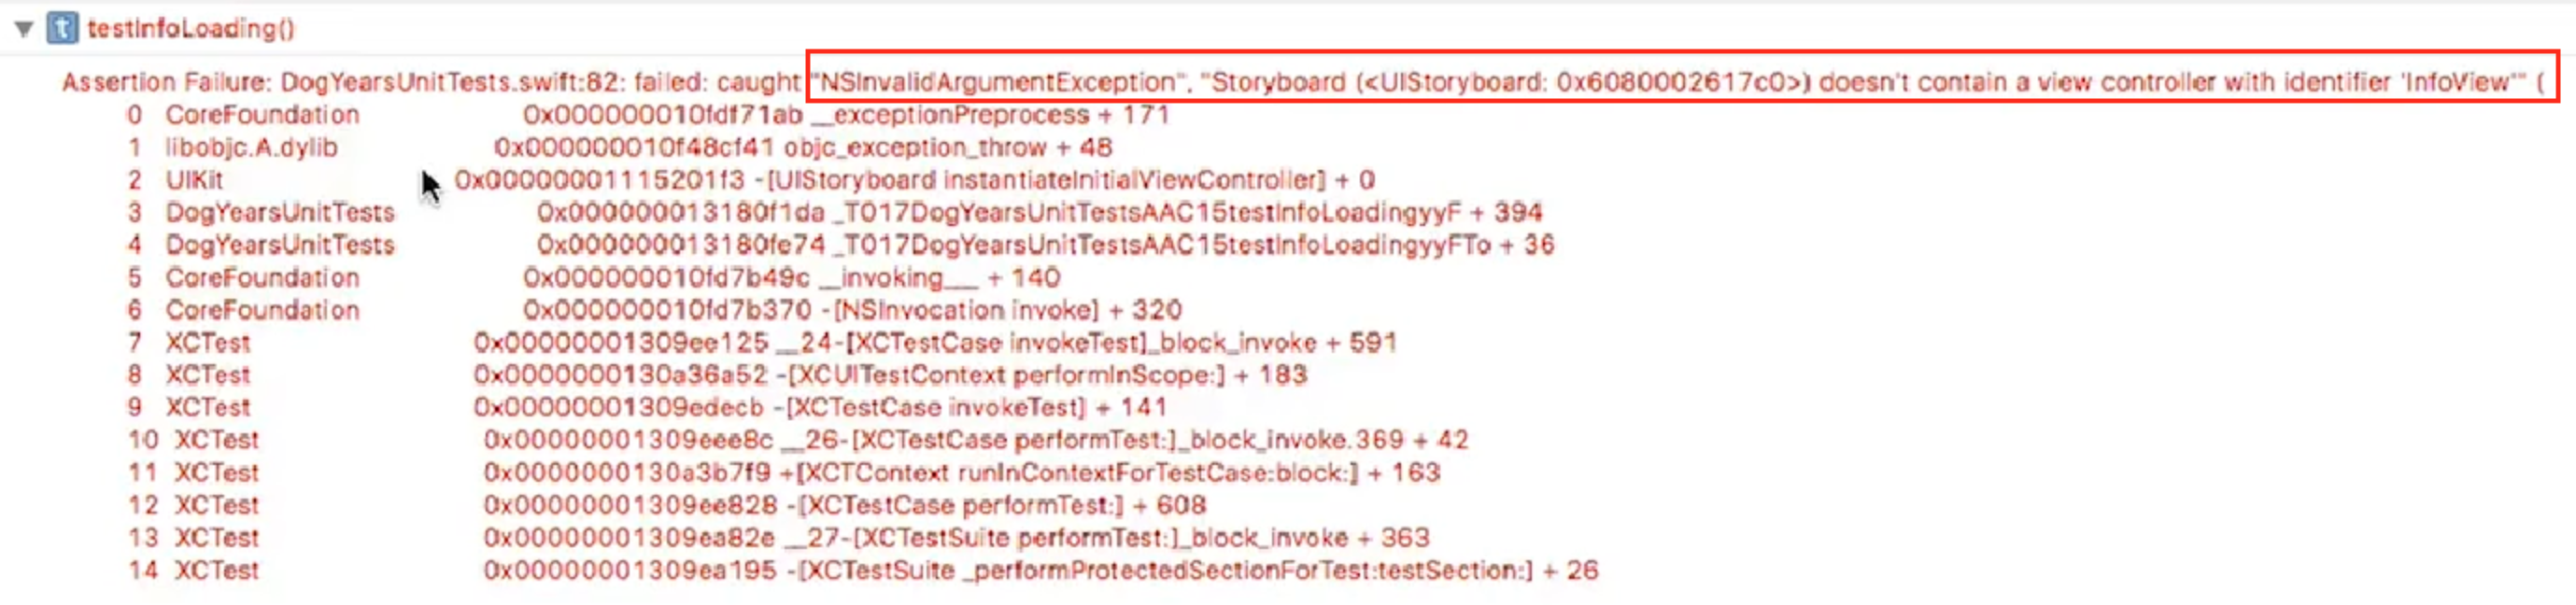 testInfoLoading()
Assertion Failure: DogYearsUnitTests.swift:82: failed: caught "NSInvalidArgumentException", "Storyboard (<UIStoryboard: 0x6080002617c0>) doesn't contain a view controller with identifier 'InfoView'" (
0 CoreFoundation 0x000000010fdf71ab __exceptionPreprocess + 171
1 libobjc.A.dylib 0x000000010f48cf41 objc_exception_throw + 48
2 UIKit 0x00000001115201f3 -[UIStoryboard instantiateInitialViewController] + 0
3 DogYearsUnitTests 0x000000013180f1da _T017DogYearsUnitTestsAAC15testInfoLoadingyyF + 394
4 DogYearsUnitTests 0x000000013180fe74 _T017DogYearsUnitTestsAAC15testInfoLoadingyyFTo + 36
5 CoreFoundation 0x000000010fd7b49c __invoking___ + 140
6 CoreFoundation 0x000000010fd7b370 -[NSInvocation invoke] + 320
7 XCTest 0x00000001309ee125 __24-[XCTestCase invokeTest]_block_invoke + 591
8 XCTest 0x0000000130a36a52 -[XCUITestContext performInScope:] + 183
9 XCTest 0x00000001309edecb -[XCTestCase invokeTest] + 141
10 XCTest 0x00000001309eee8c __26-[XCTestCase performTest:]_block_invoke.369 + 42
11 XCTest 0x0000000130a3b7f9 +[XCTContext runInContextForTestCase:block:] + 163
12 XCTest 0x00000001309ee828 -[XCTestCase performTest:] + 608
13 XCTest 0x00000001309ea82e __27-[XCTestSuite performTest:]_block_invoke + 363
14 XCTest 0x00000001309ea195 -[XCTestSuite _performProtectedSectionForTest:testSection:] + 26